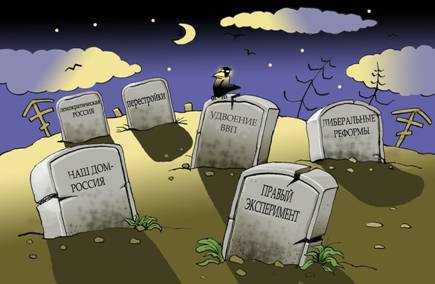 демократическая
РОССИЯ
перестройки
УДВОЕНИЕ
ВВП
ЛИБЕРАЛЬНЫЕ
РЕФОРМЫ
НАШ ДОМ-
РОССИЯ
ПРАВЫЙ
ЭКСПЕРИМЕНТ